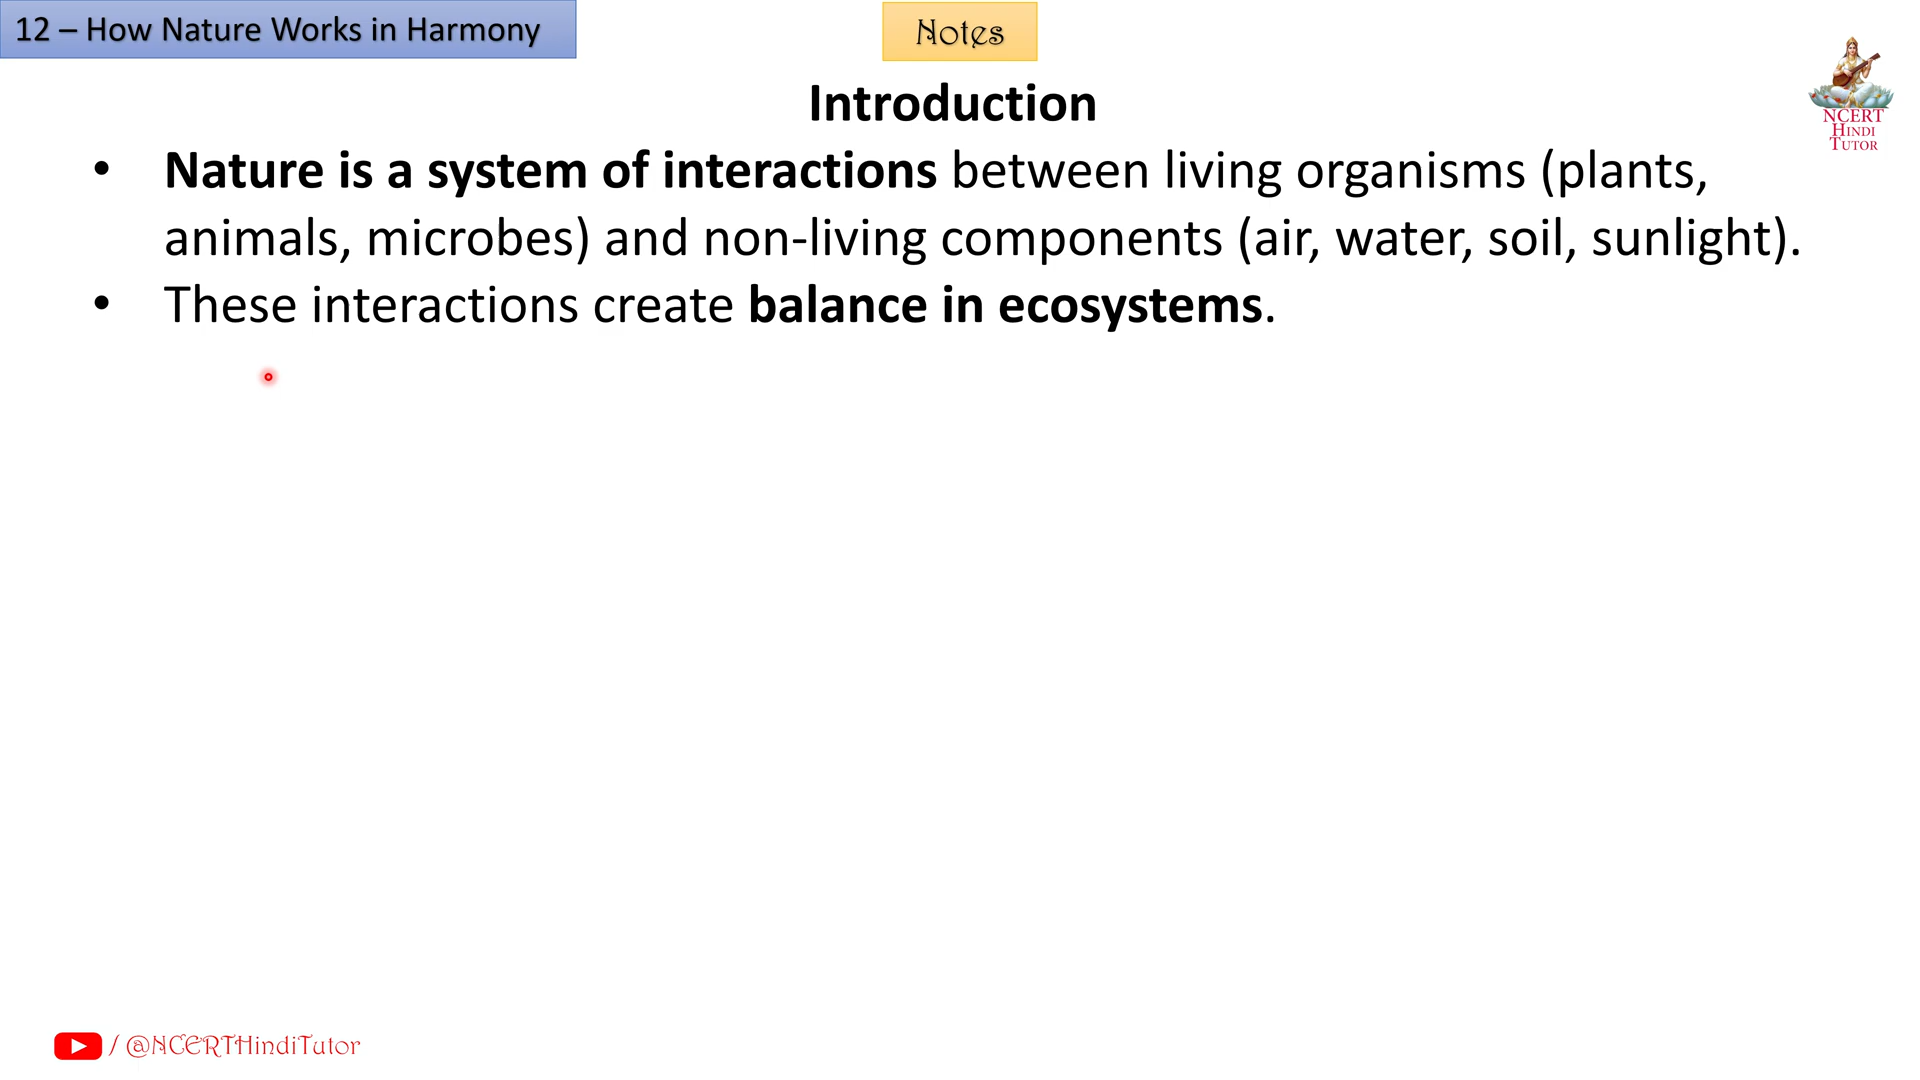 12 – How Nature Works in Harmony
Notes
NCERT
HINDI
TUTOR
Introduction
• Nature is a system of interactions between living organisms (plants,
animals, microbes) and non-living components (air, water, soil, sunlight).
• These interactions create balance in ecosystems.
/ @NCERTHindiTutor